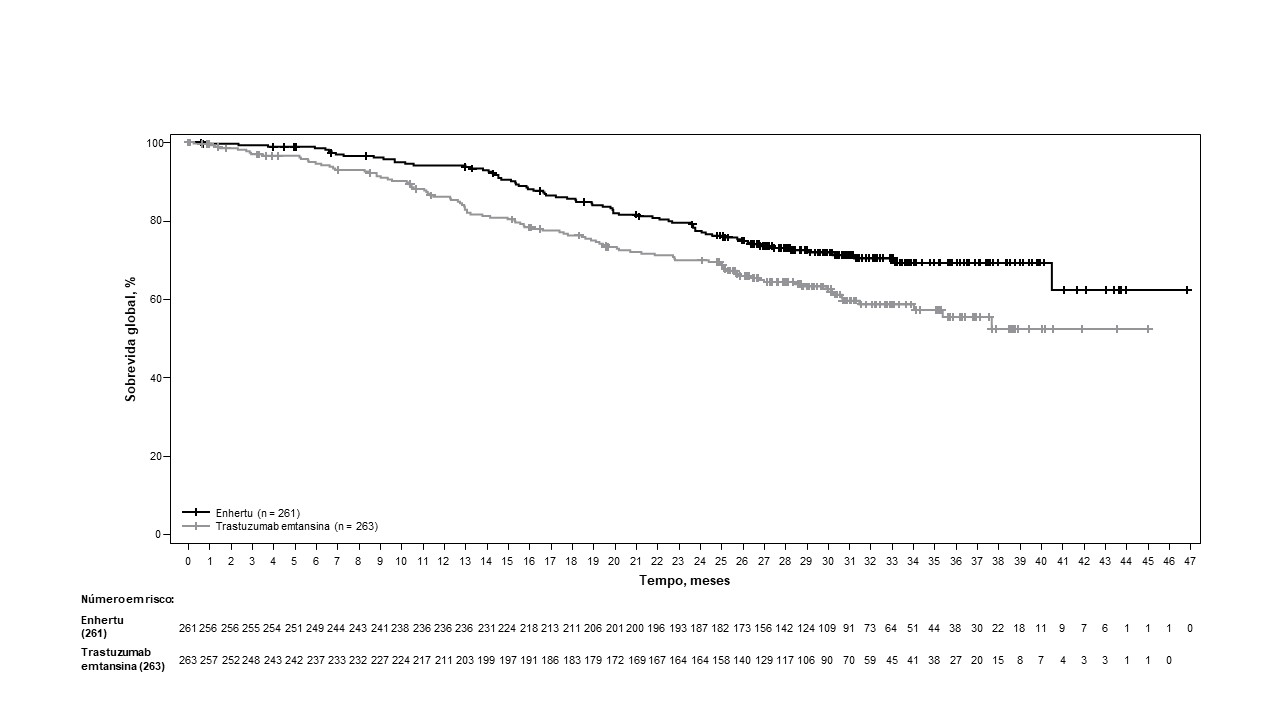 100
80
60
40
20
0
Sobrevida global, %
Enhertu (n = 261)
Trastuzumab emtansina (n = 263)
0 1 2 3 4 5 6 7 8 9 10 11 12 13 14 15 16 17 18 19 20 21 22 23 24 25 26 27 28 29 30 31 32 33 34 35 36 37 38 39 40 41 42 43 44 45 46 47
Tempo, meses
Número em risco:
Enhertu
(261)
261 256 256 255 254 251 249 244 243 241 238 236 236 236 231 224 218 213 211 206 201 200 196 193 187 182 173 156 142 124 109 91 73 64 51 44 38 30 22 18 11 9 7 6 1 1 1 0
Trastuzumab
emtansina (263)
263 257 252 248 243 242 237 233 232 227 224 217 211 203 199 197 191 186 183 179 172 169 167 164 164 158 140 129 117 106 90 70 59 45 41 38 27 20 15 8 7 4 3 3 1 1 0